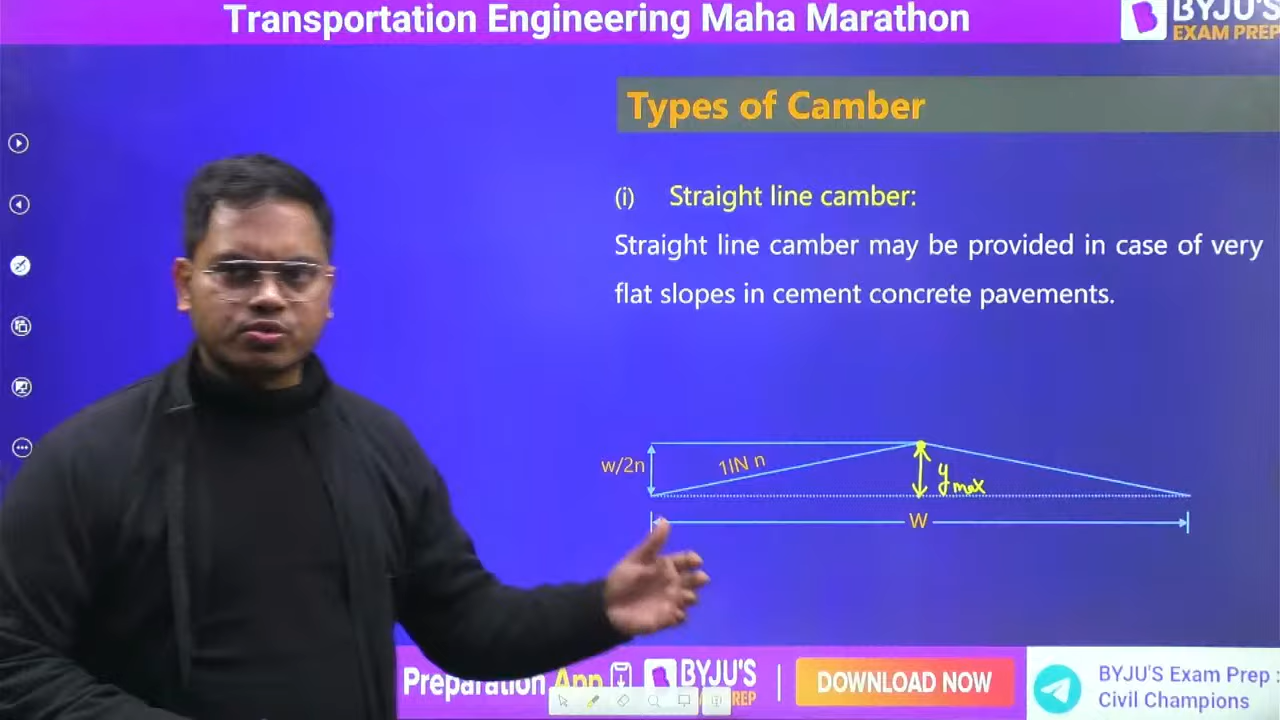 Transportation Engineering Maha Marathon
BYJU'S
EXAM PREP
Types of Camber
(i) Straight line camber:
Straight line camber may be provided in case of very
flat slopes in cement concrete pavements.
w/2n
1IN n
y max
W
Preparation App
BYJU'S
PREP
DOWNLOAD NOW
BYJU'S Exam Prep :
Civil Champions